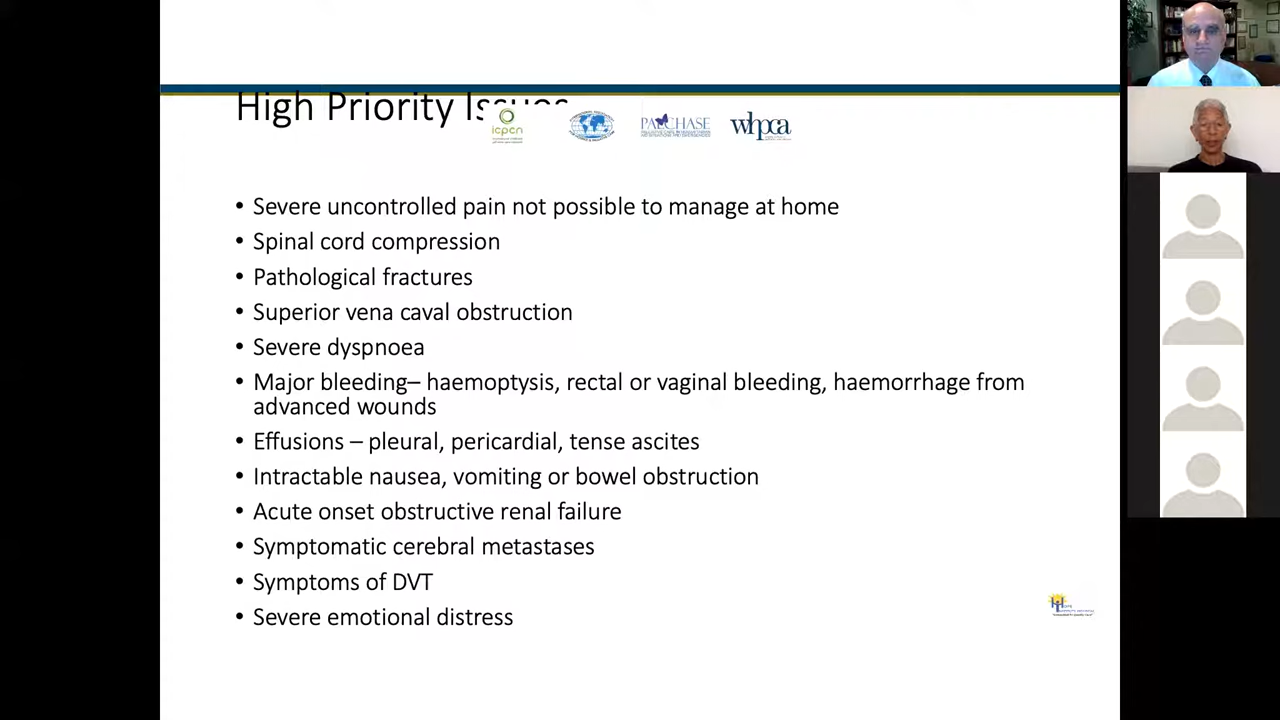 High Priority Issues
icpcn
PALCHASE
whpca
• Severe uncontrolled pain not possible to manage at home
• Spinal cord compression
• Pathological fractures
• Superior vena caval obstruction
• Severe dyspnoea
• Major bleeding– haemoptysis, rectal or vaginal bleeding, haemorrhage from
advanced wounds
• Effusions – pleural, pericardial, tense ascites
• Intractable nausea, vomiting or bowel obstruction
• Acute onset obstructive renal failure
• Symptomatic cerebral metastases
• Symptoms of DVT
• Severe emotional distress